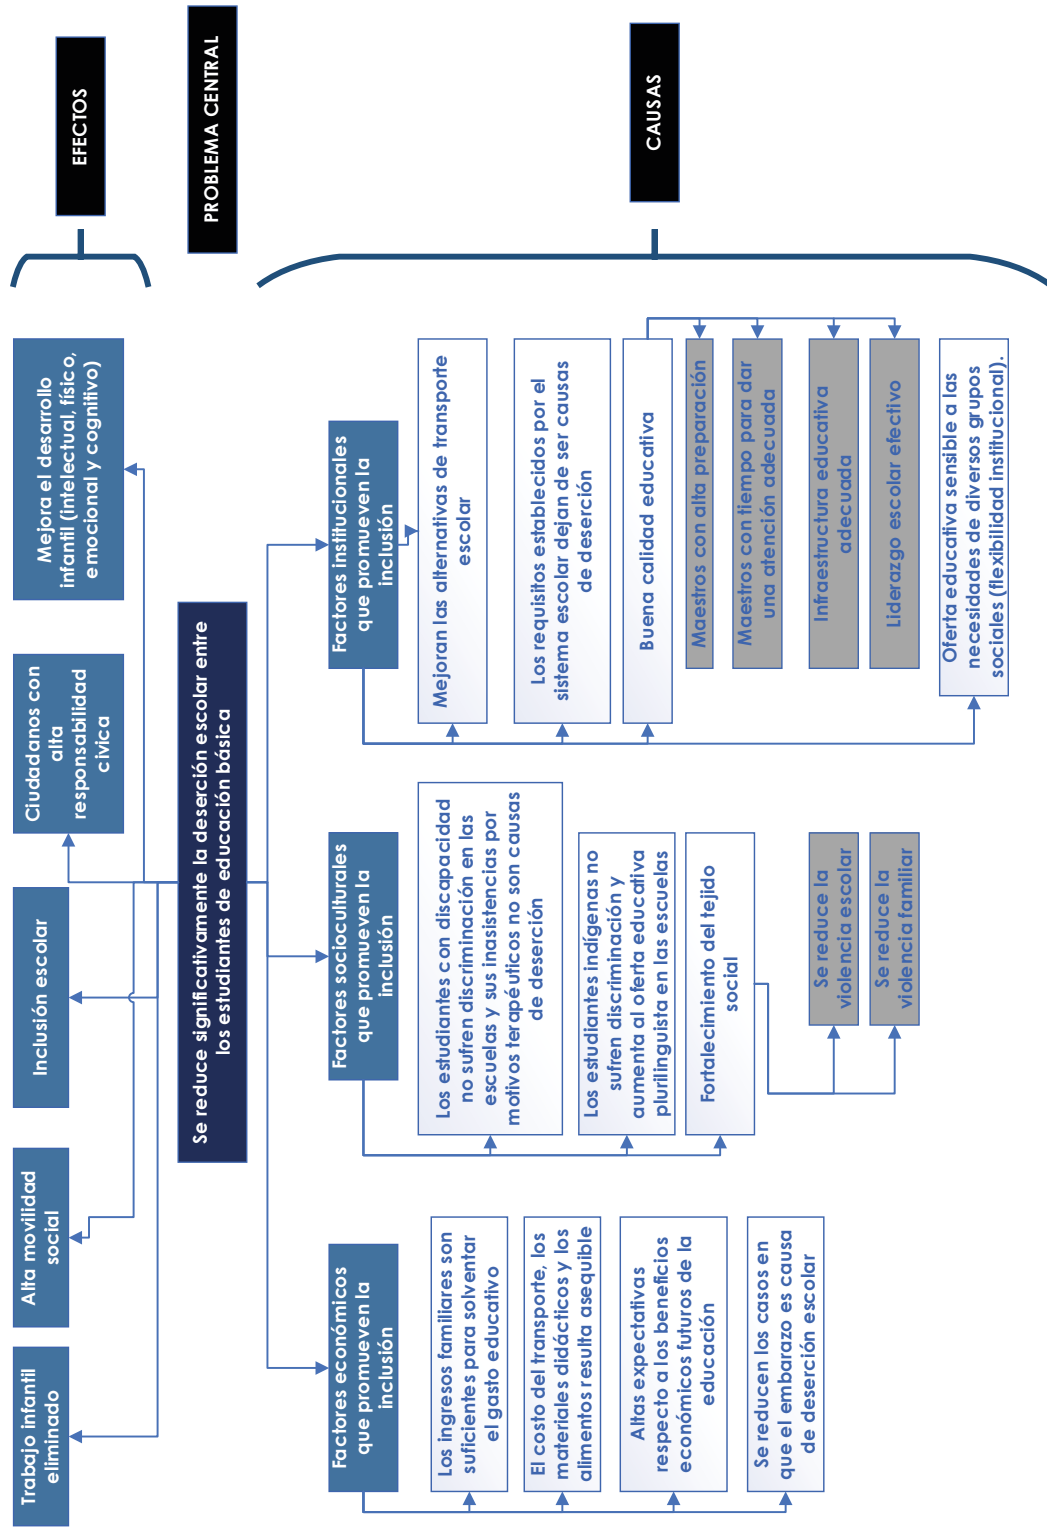 Trabajo infantil
eliminado
Alta movilidad
social
Inclusión escolar
Ciudadanos con
alta
responsabilidad
cívica
Mejora el desarrollo
infantil (intelectual, físico,
emocional y cognitivo)
EFECTOS
Se reduce significativamente la deserción escolar entre
los estudiantes de educación básica
PROBLEMA CENTRAL
Factores económicos
que promueven la
inclusión
Los ingresos familiares son
suficientes para solventar
el gasto educativo
El costo del transporte, los
materiales didácticos y los
alimentos resulta asequible
Altas expectativas
respecto a los beneficios
económicos futuros de la
educación
Se reducen los casos en
que el embarazo es causa
de deserción escolar
Factores socioculturales
que promueven la
inclusión
Los estudiantes con discapacidad
no sufren discriminación en las
escuelas y sus inasistencias por
motivos terapéuticos no son causas
de deserción
Los estudiantes indígenas no
sufren discriminación y
aumenta al oferta educativa
plurilinguista en las escuelas
Fortalecimiento del tejido
social
Se reduce la
violencia escolar
Se reduce la
violencia familiar
Factores institucionales
que promueven la
inclusión
Mejoran las alternativas de transporte
escolar
Los requisitos establecidos por el
sistema escolar dejan de ser causas
de deserción
Buena calidad educativa
Maestros con alta preparación
Maestros con tiempo para dar
una atención adecuada
Infraestructura educativa
adecuada
Liderazgo escolar efectivo
Oferta educativa sensible a las
necesidades de diversos grupos
sociales (flexibilidad institucional).
CAUSAS